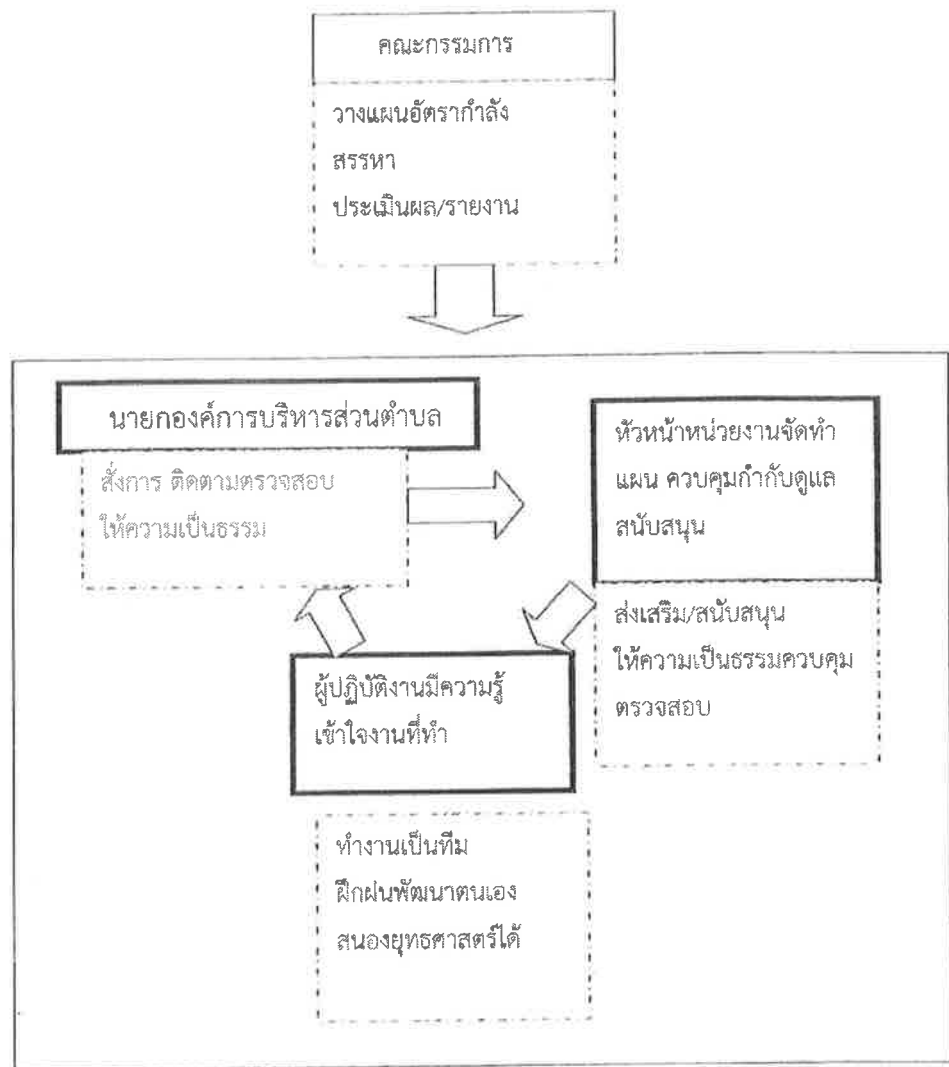 คณะกรรมการ
วางแผนอัตรากำลัง
สรรหา
ประเมินผล/รายงาน
นายกองค์การบริหารส่วนตำบล
สั่งการ ติดตามตรวจสอบ
ให้ความเป็นธรรม
หัวหน้าหน่วยงานจัดทำ
แผน ควบคุมกำกับดูแล
สนับสนุน
ส่งเสริม/สนับสนุน
ให้ความเป็นธรรมควบคุม
ตรวจสอบ
ผู้ปฏิบัติงานมีความรู้
เข้าใจงานที่ทำ
ทำงานเป็นทีม
ฝึกฝนพัฒนาตนเอง
สนองยุทธศาสตร์ได้